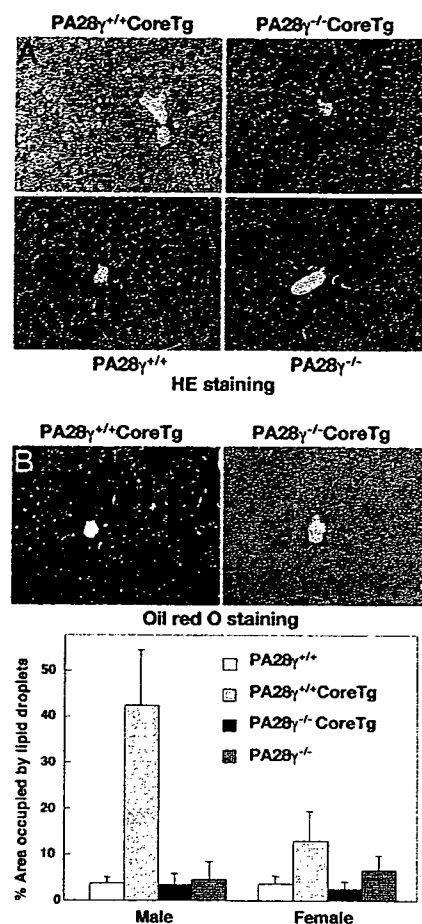 PA28γ+/+CoreTg PA28γ-/-CoreTg
A
PA28γ+/+ PA28γ-/-
HE staining
PA28γ+/+CoreTg PA28γ-/-CoreTg
B
Oil red O staining
% Area occupied by lipid droplets
50
40
30
20
10
0
PA28γ+/+
PA28γ+/+CoreTg
PA28γ-/- CoreTg
PA28γ-/-
Male Female